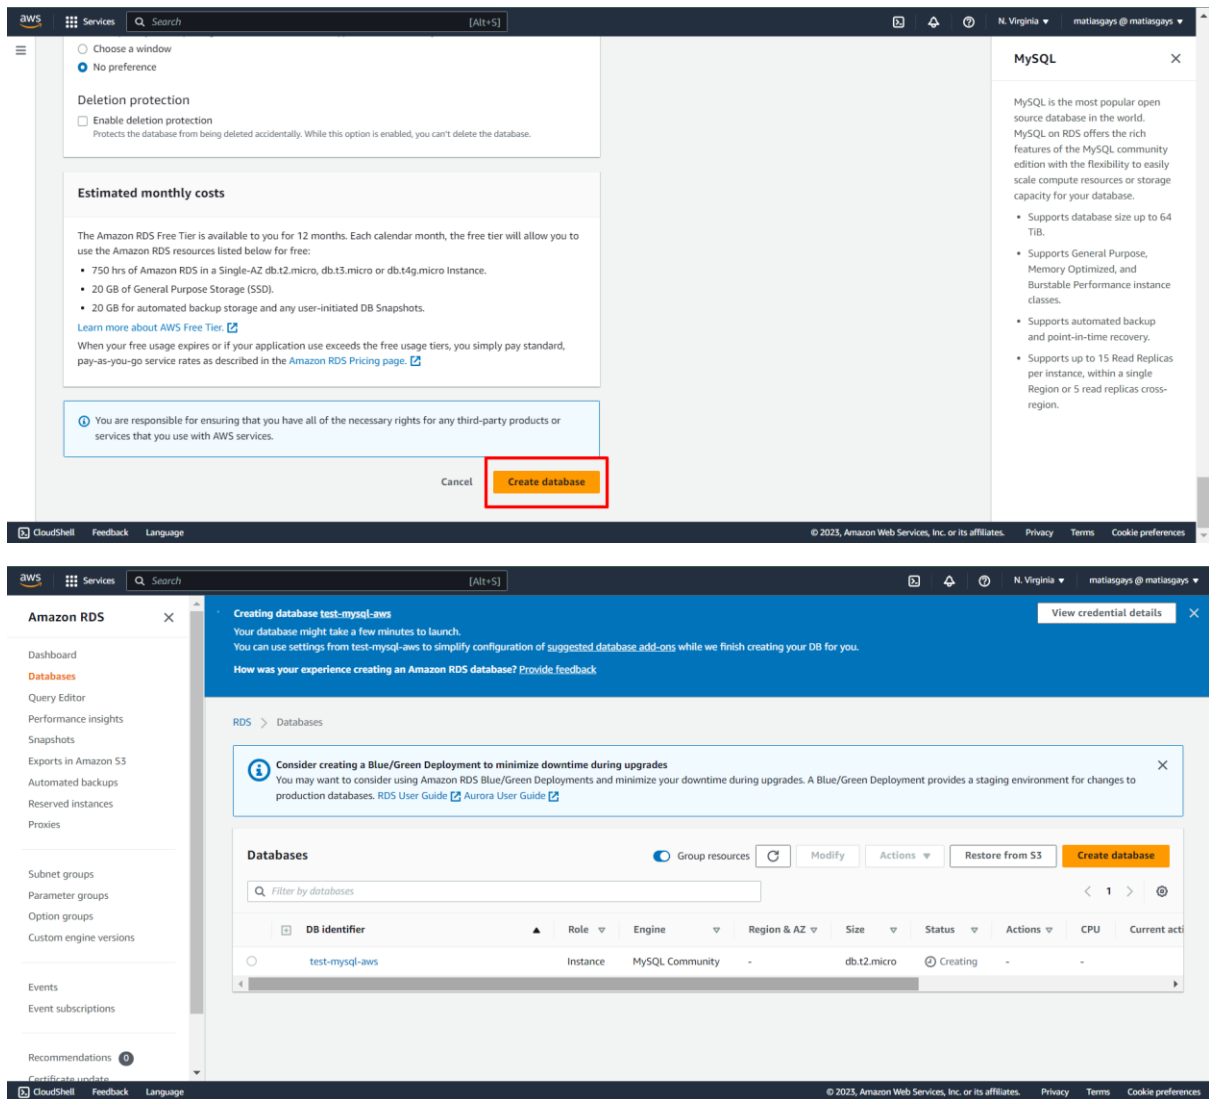 aws
Services
Search
[Alt+S]
N. Virginia
matiasgays @ matiasgays
Choose a window
No preference
Deletion protection
Enable deletion protection
Protects the database from being deleted accidentally. While this option is enabled, you can't delete the database.
Estimated monthly costs
The Amazon RDS Free Tier is available to you for 12 months. Each calendar month, the free tier will allow you to
use the Amazon RDS resources listed below for free:
• 750 hrs of Amazon RDS in a Single-AZ db.t2.micro, db.t3.micro or db.t4g.micro Instance.
• 20 GB of General Purpose Storage (SSD).
• 20 GB for automated backup storage and any user-initiated DB Snapshots.
Learn more about AWS Free Tier.
When your free usage expires or if your application use exceeds the free usage tiers, you simply pay standard,
pay-as-you-go service rates as described in the Amazon RDS Pricing page.
You are responsible for ensuring that you have all of the necessary rights for any third-party products or
services that you use with AWS services.
Cancel
Create database
MySQL
MySQL is the most popular open
source database in the world.
MySQL on RDS offers the rich
features of the MySQL community
edition with the flexibility to easily
scale compute resources or storage
capacity for your database.
• Supports database size up to 64
TiB.
• Supports General Purpose,
Memory Optimized, and
Burstable Performance instance
classes.
• Supports automated backup
and point-in-time recovery.
• Supports up to 15 Read Replicas
per instance, within a single
Region or 5 read replicas cross-
region.
CloudShell
Feedback
Language
© 2023, Amazon Web Services, Inc. or its affiliates.
Privacy
Terms
Cookie preferences
aws
Services
Search
[Alt+S]
N. Virginia
matiasgays @ matiasgays
Amazon RDS
Dashboard
Databases
Query Editor
Performance insights
Snapshots
Exports in Amazon S3
Automated backups
Reserved instances
Proxies
Subnet groups
Parameter groups
Option groups
Custom engine versions
Events
Event subscriptions
Recommendations 0
Certificate update
Creating database test-mysql-aws
Your database might take a few minutes to launch.
You can use settings from test-mysql-aws to simplify configuration of suggested database add-ons while we finish creating your DB for you.
How was your experience creating an Amazon RDS database? Provide feedback
View credential details
RDS > Databases
Consider creating a Blue/Green Deployment to minimize downtime during upgrades
You may want to consider using Amazon RDS Blue/Green Deployments and minimize your downtime during upgrades. A Blue/Green Deployment provides a staging environment for changes to
production databases. RDS User Guide Aurora User Guide
Databases
Group resources
Modify
Actions
Restore from S3
Create database
Filter by databases
1
DB identifier
Role
Engine
Region & AZ
Size
Status
Actions
CPU
Current acti
test-mysql-aws
Instance
MySQL Community
-
db.t2.micro
Creating
-
-
CloudShell
Feedback
Language
© 2023, Amazon Web Services, Inc. or its affiliates.
Privacy
Terms
Cookie preferences